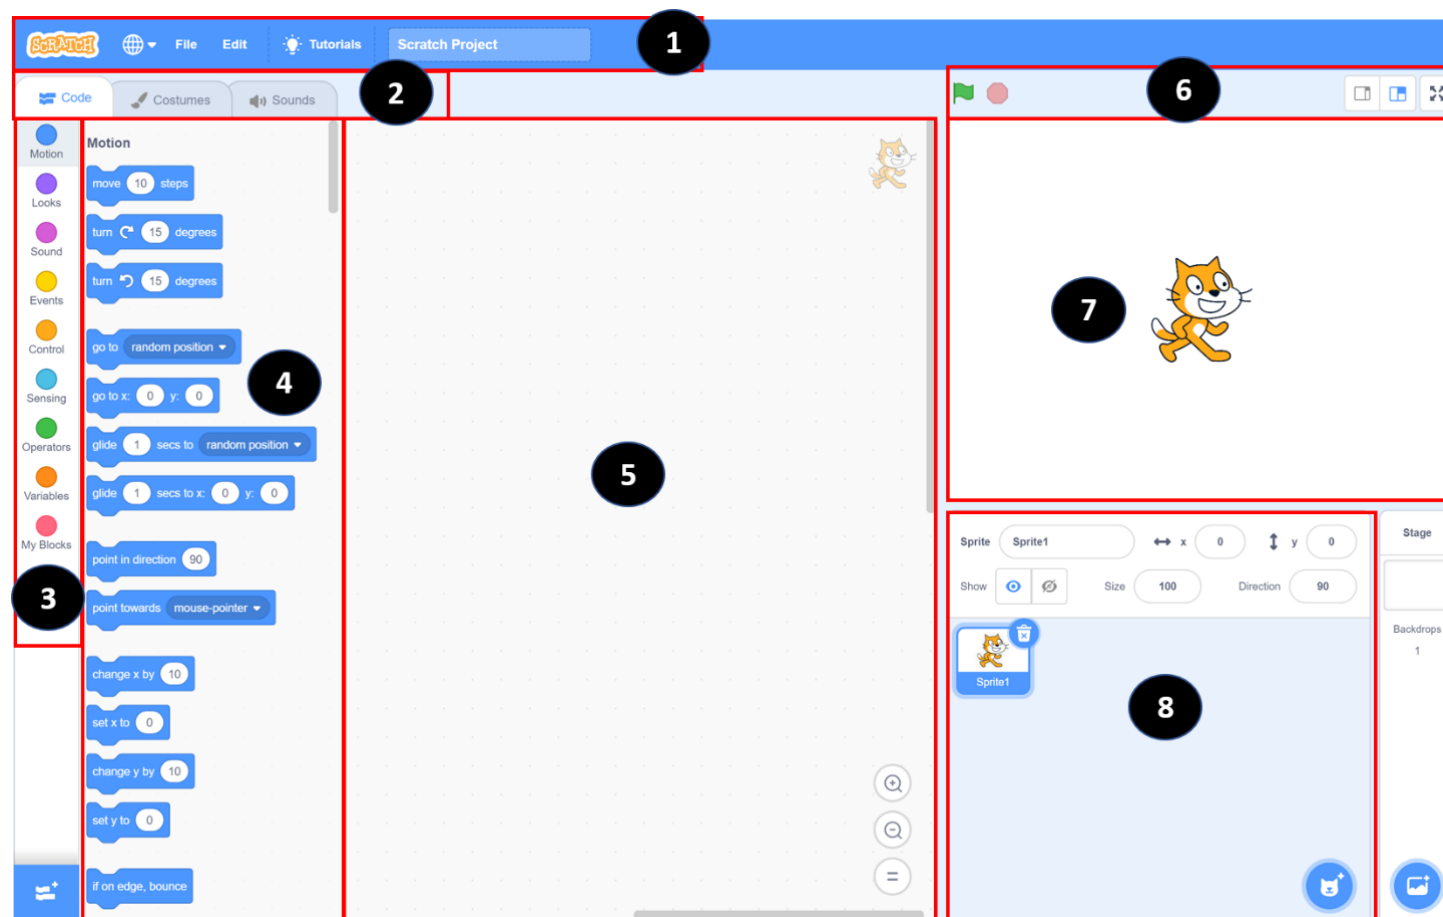 SCRATCH File Edit Tutorials Scratch Project
1
Code Costumes Sounds
2
6
Motion
Looks
Sound
Events
Control
Sensing
Operators
Variables
My Blocks
3
Motion
move 10 steps
turn 15 degrees
turn 15 degrees
go to random position
go to x: 0 y: 0
glide 1 secs to random position
glide 1 secs to x: 0 y: 0
point in direction 90
point towards mouse-pointer
change x by 10
set x to 0
change y by 10
set y to 0
if on edge, bounce
4
5
7
Sprite Sprite1 x 0 y 0
Show Size 100 Direction 90
Sprite1
8
Stage
Backdrops
1